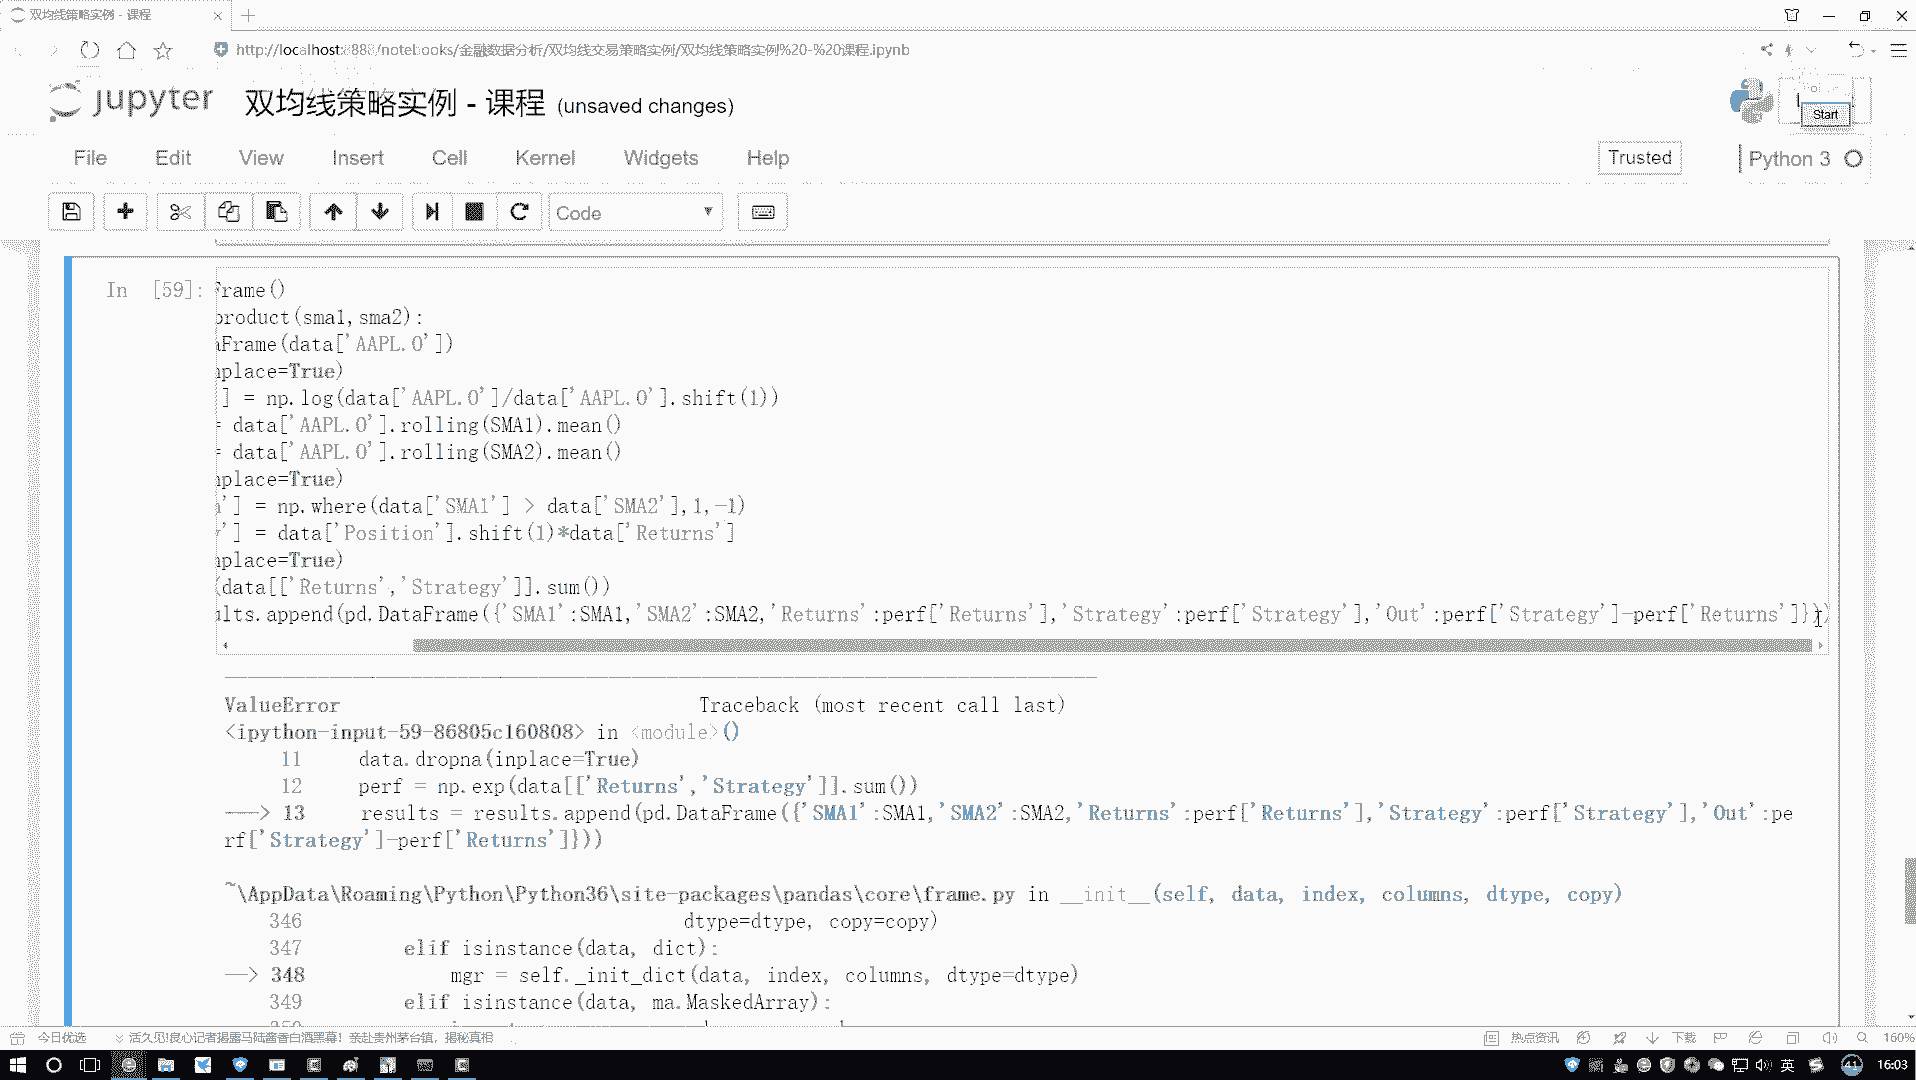 双均线策略实例 - 课程
http://localhost:888/notebooks/金融数据分析/双均线交易策略实例/双均线策略实例%20-%20课程.ipynb
jupyter 双均线策略实例 - 课程 (unsaved changes)
Start
File Edit View Insert Cell Kernel Widgets Help
Trusted
Python 3
Code
In [59]:
Frame()
product(sma1,sma2):
aFrame(data['AAPL.O'])
nplace=True)
] = np.log(data['AAPL.O']/data['AAPL.O'].shift(1))
= data['AAPL.O'].rolling(SMA1).mean()
= data['AAPL.O'].rolling(SMA2).mean()
nplace=True)
'] = np.where(data['SMA1'] > data['SMA2'],1,-1)
'] = data['Position'].shift(1)*data['Returns']
nplace=True)
(data[['Returns','Strategy']].sum())
ults.append(pd.DataFrame({'SMA1':SMA1,'SMA2':SMA2,'Returns':perf['Returns'],'Strategy':perf['Strategy'],'Out':perf['Strategy']-perf['Returns']}))
ValueError Traceback (most recent call last)
<ipython-input-59-86805c160808> in <module>()
11 data.dropna(inplace=True)
12 perf = np.exp(data[['Returns','Strategy']].sum())
---> 13 results = results.append(pd.DataFrame({'SMA1':SMA1,'SMA2':SMA2,'Returns':perf['Returns'],'Strategy':perf['Strategy'],'Out':pe
rf['Strategy']-perf['Returns']}))
~\AppData\Roaming\Python\Python36\site-packages\pandas\core\frame.py in __init__(self, data, index, columns, dtype, copy)
346 dtype=dtype, copy=copy)
347 elif isinstance(data, dict):
--> 348 mgr = self._init_dict(data, index, columns, dtype=dtype)
349 elif isinstance(data, ma.MaskedArray):
今日优选 活久见!良心记者揭露马陆酱香白酒黑幕! 亲赴贵州茅台镇，揭秘真相 热点资讯 下载 160%
英 41 16:03